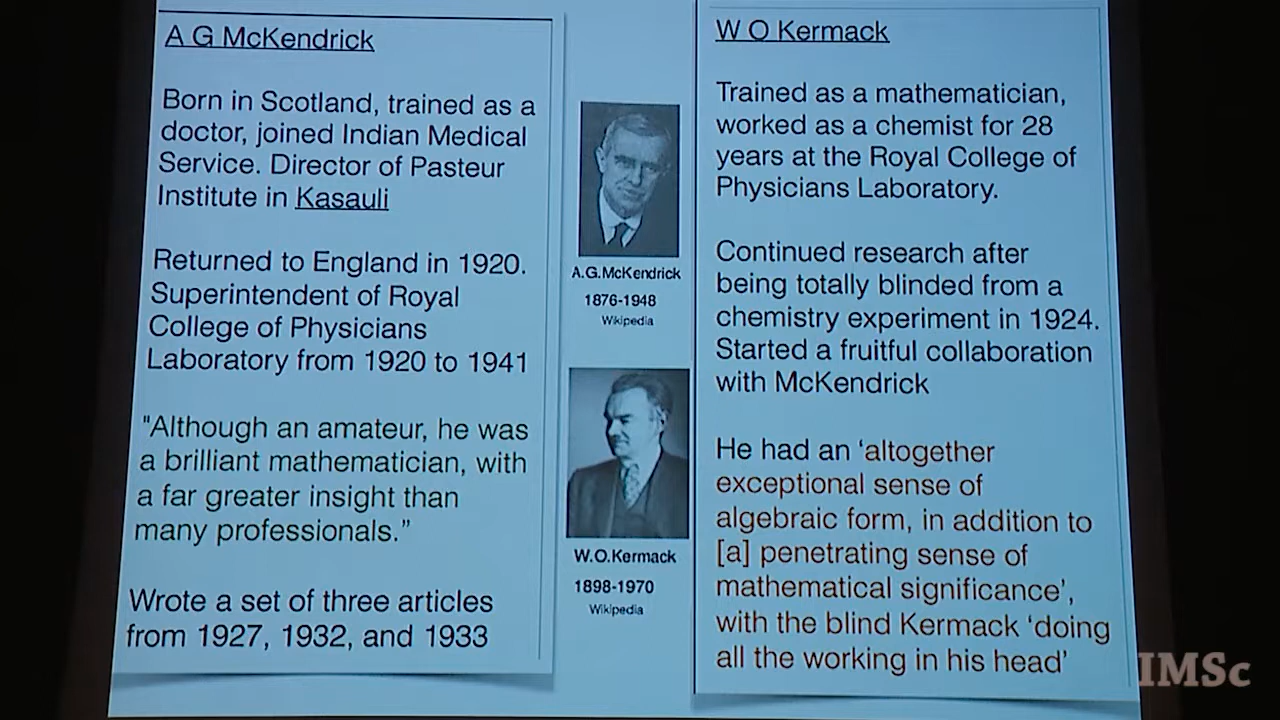 A G McKendrick
Born in Scotland, trained as a
doctor, joined Indian Medical
Service. Director of Pasteur
Institute in Kasauli
Returned to England in 1920.
Superintendent of Royal
College of Physicians
Laboratory from 1920 to 1941
"Although an amateur, he was
a brilliant mathematician, with
a far greater insight than
many professionals.”
Wrote a set of three articles
from 1927, 1932, and 1933
A.G.McKendrick
1876-1948
Wikipedia
W.O.Kermack
1898-1970
Wikipedia
W O Kermack
Trained as a mathematician,
worked as a chemist for 28
years at the Royal College of
Physicians Laboratory.
Continued research after
being totally blinded from a
chemistry experiment in 1924.
Started a fruitful collaboration
with McKendrick
He had an ‘altogether
exceptional sense of
algebraic form, in addition to
[a] penetrating sense of
mathematical significance’,
with the blind Kermack ‘doing
all the working in his head’
IMSc